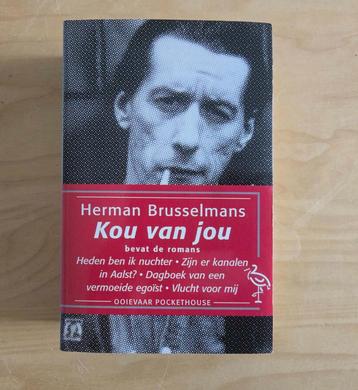 Herman Brusselmans
Kou van jou
bevat de romans
Heden ben ik nuchter • Zijn er kanalen
in Aalst? • Dagboek van een
vermoeide egoïst • Vlucht voor mij
OOIEVAAR POCKETHOUSE